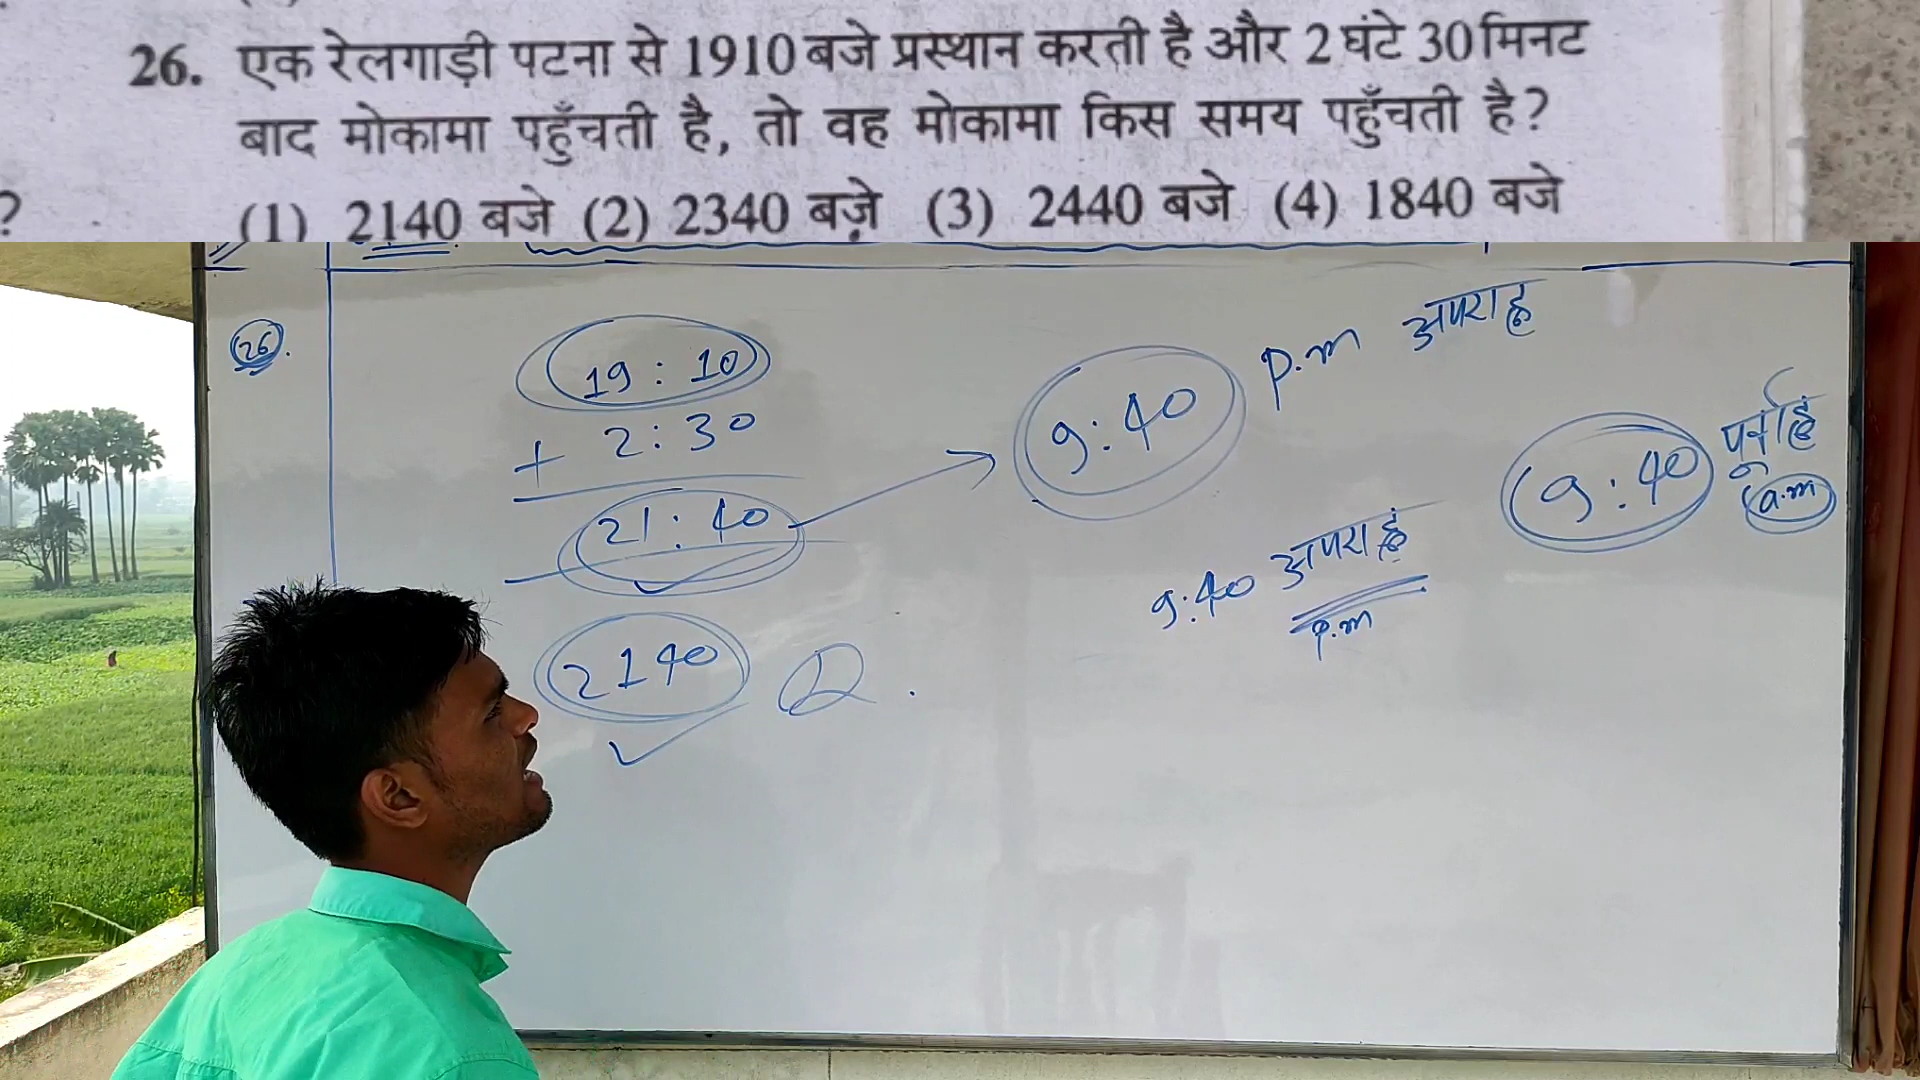 26. एक रेलगाड़ी पटना से 1910 बजे प्रस्थान करती है और 2 घंटे 30 मिनट
बाद मोकामा पहुँचती है, तो वह मोकामा किस समय पहुँचती है?
?
(1) 2140 बजे (2) 2340 बजे (3) 2440 बजे (4) 1840 बजे
26.
19 : 10
+ 2 : 30
21 : 40
2140
9:40 p.m अपराह्न
9:40 अपराह्न
p.m
9:40 पूर्वाह्न
a.m